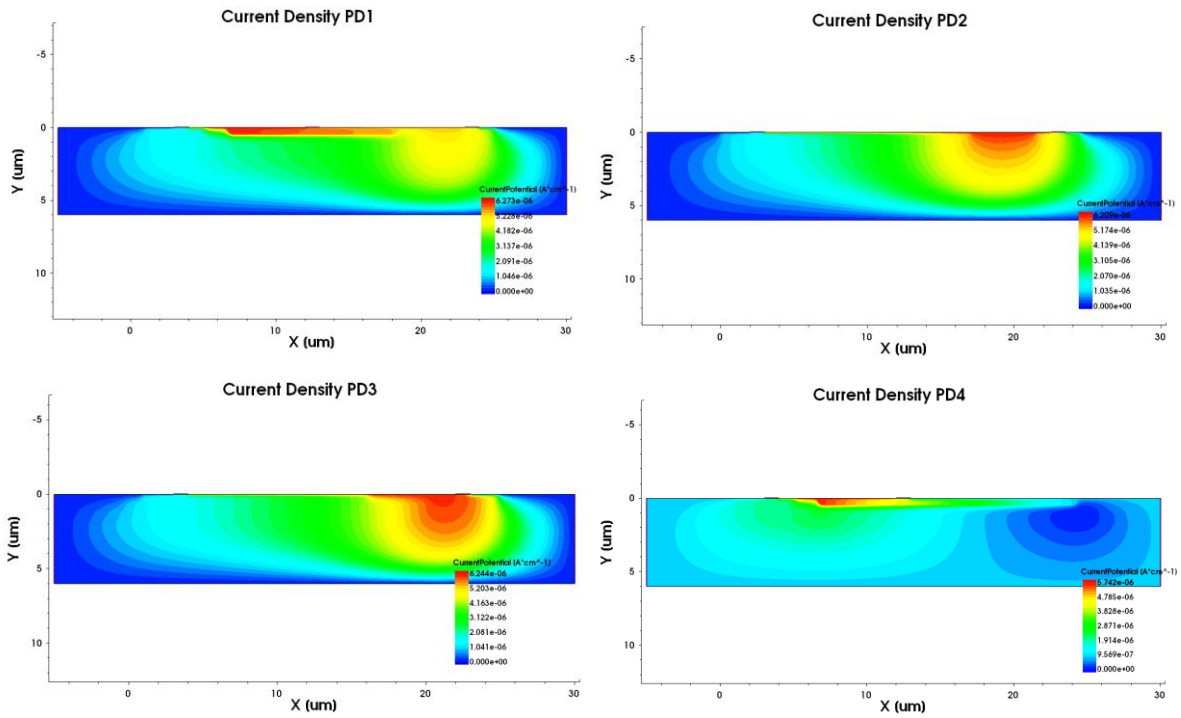 Current Density PD1
-5
0
5
10
Y (um)
0
10
20
30
X (um)
CurrentPotential (A*cm^-1)
6.273e-06
5.228e-06
4.182e-06
3.137e-06
2.091e-06
1.046e-06
0.000e+00
Current Density PD2
-5
0
5
10
Y (um)
0
10
20
30
X (um)
CurrentPotential (A*cm^-1)
6.209e-06
5.174e-06
4.139e-06
3.105e-06
2.070e-06
1.035e-06
0.000e+00
Current Density PD3
-5
0
5
10
Y (um)
0
10
20
30
X (um)
CurrentPotential (A*cm^-1)
6.244e-06
5.203e-06
4.163e-06
3.122e-06
2.081e-06
1.041e-06
0.000e+00
Current Density PD4
-5
0
5
10
Y (um)
0
10
20
30
X (um)
CurrentPotential (A*cm^-1)
5.742e-06
4.785e-06
3.828e-06
2.871e-06
1.914e-06
9.569e-07
0.000e+00